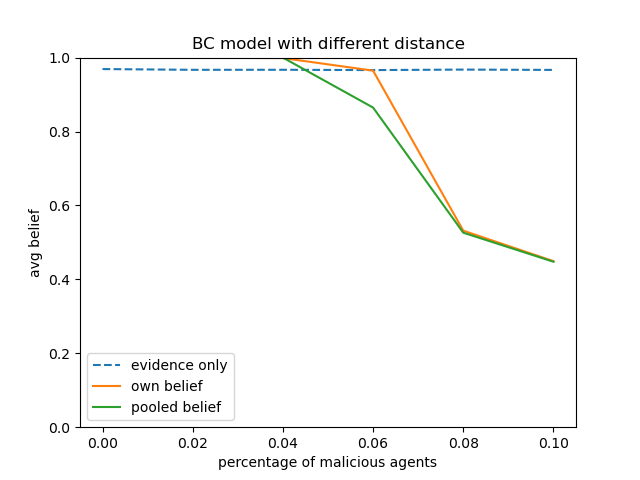 BC model with different distance
avg belief
1.0
0.8
0.6
0.4
0.2
0.0
evidence only
own belief
pooled belief
0.00 0.02 0.04 0.06 0.08 0.10
percentage of malicious agents